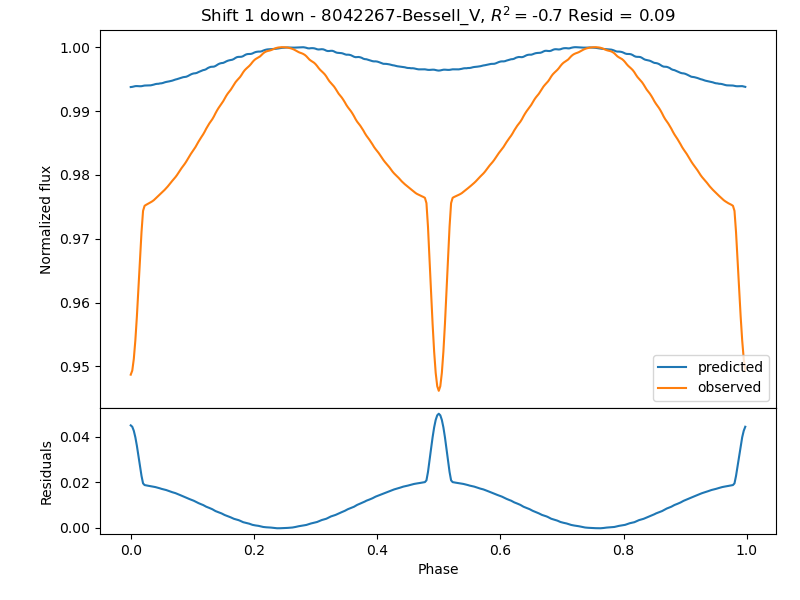 Shift 1 down - 8042267-Bessell_V, R² = -0.7 Resid = 0.09
1.00
0.99
0.98
0.97
0.96
0.95
Normalized flux
predicted
observed
0.04
0.02
0.00
Residuals
0.0 0.2 0.4 0.6 0.8 1.0
Phase